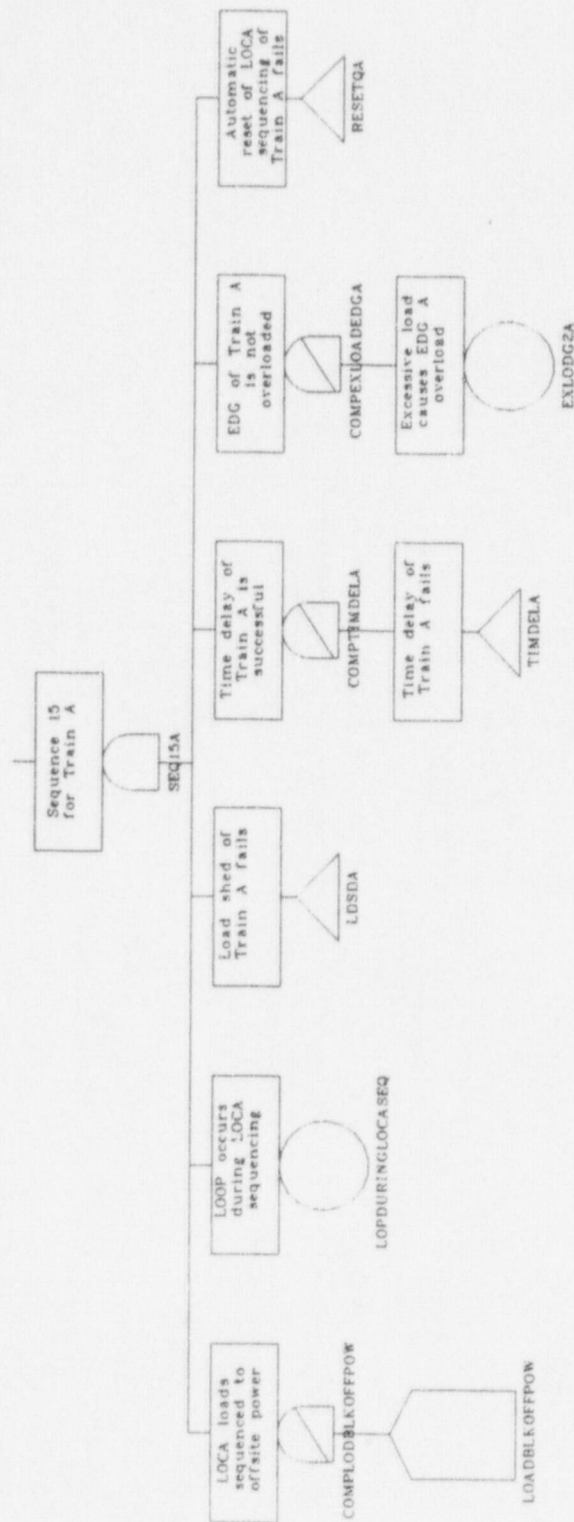 Sequence 15
for Train A
SEQ15A
LOCA loads
sequenced to
offsite power
COMPLODBLKOFFPOW
LOADBLKOFFPOW
LOOP occurs
during LOCA
sequencing
LOPDURINGLOCASEQ
Load shed of
Train A fails
LDSDA
Time delay of
Train A is
successful
COMPTIMDELA
Time delay of
Train A fails
TIMDELA
EDG of Train A
is not
overloaded
COMPEXLOADEDGA
Excessive load
causes EDG A
overload
EXLODG2A
Automatic
reset of LOCA
sequencing of
Train A fails
RESETQA